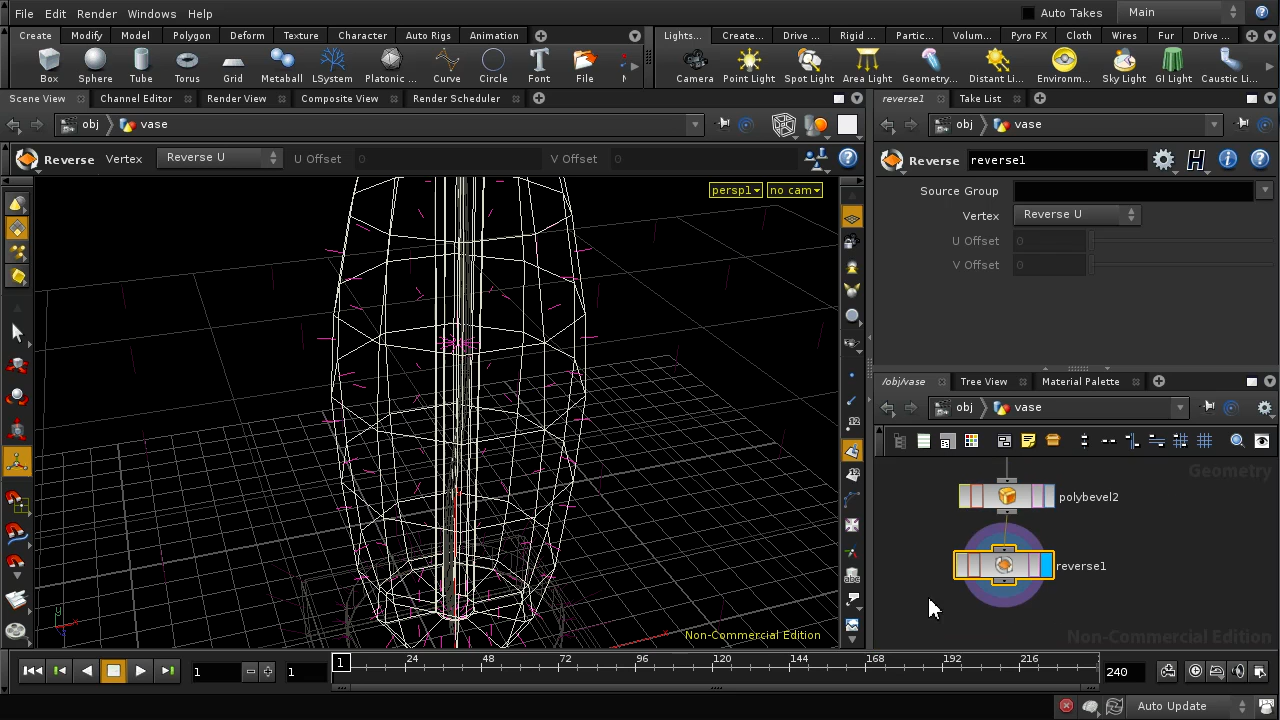 File Edit Render Windows Help Auto Takes Main
Create Modify Model Polygon Deform Texture Character Auto Rigs Animation Lights... Create... Drive ... Rigid ... Partic... Volum... Pyro FX Cloth Wires Fur Drive ...
Box Sphere Tube Torus Grid Metaball LSystem Platonic ... Curve Circle Font File Camera Point Light Spot Light Area Light Geometry... Distant Li... Environm... Sky Light GI Light Caustic Li...
Scene View Channel Editor Render View Composite View Render Scheduler reverse1 Take List
obj vase obj vase
Reverse Vertex Reverse U U Offset 0 V Offset 0 Reverse reverse1
persp1 no cam Source Group
Vertex Reverse U
U Offset 0
V Offset 0
/obj/vase Tree View Material Palette
obj vase
Geometry
polybevel2
reverse1
Non-Commercial Edition Non-Commercial Edition
1 1 1 24 48 72 96 120 144 168 192 216 240
Auto Update